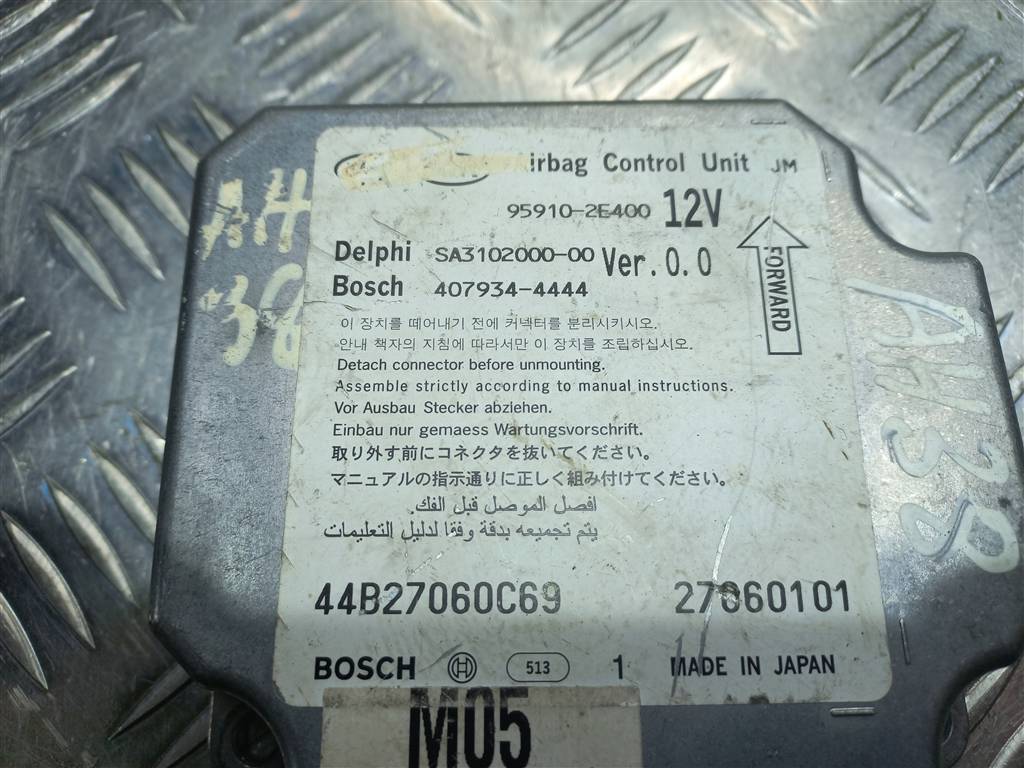 Airbag Control Unit JM
95910-2E400 12V
Delphi SA3102000-00 Ver.0.0
Bosch 407934-4444
FORWARD
이 장치를 떼어내기 전에 커넥터를 분리시키시오.
안내 책자의 지침에 따라서만 이 장치를 조립하십시오.
Detach connector before unmounting.
Assemble strictly according to manual instructions.
Vor Ausbau Stecker abziehen.
Einbau nur gemaess Wartungsvorschrift.
取り外す前にコネクタを抜いてください。
マニュアルの指示通りに正しく組み付けてください。
افصل الموصل قبل الفك.
يتم تجميعه بدقة وفقا لدليل التعليمات
44B27060C69 27060101
BOSCH 513 1 MADE IN JAPAN
M05
AH
38
AH38